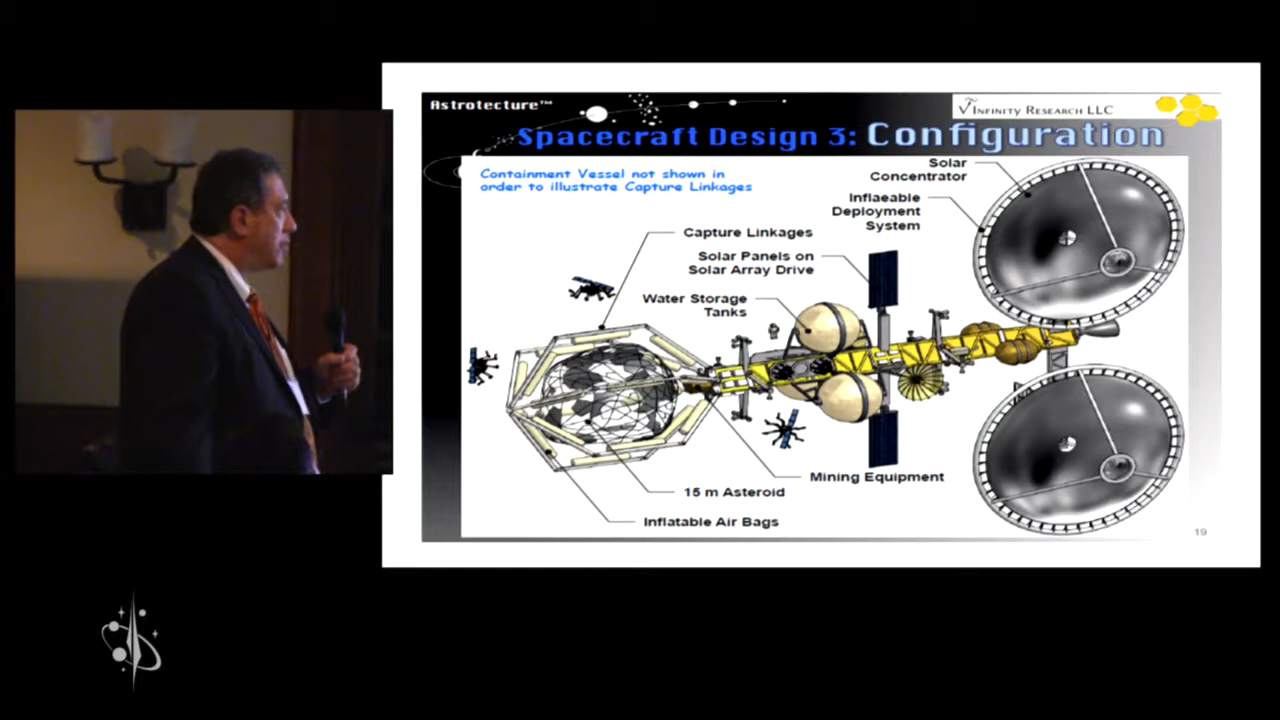 Astrotecture™
∞ INFINITY RESEARCH LLC
Spacecraft Design 3: Configuration
Containment Vessel not shown in
order to illustrate Capture Linkages
Solar
Concentrator
Inflaeable
Deployment
System
Capture Linkages
Solar Panels on
Solar Array Drive
Water Storage
Tanks
Mining Equipment
15 m Asteroid
Inflatable Air Bags
19